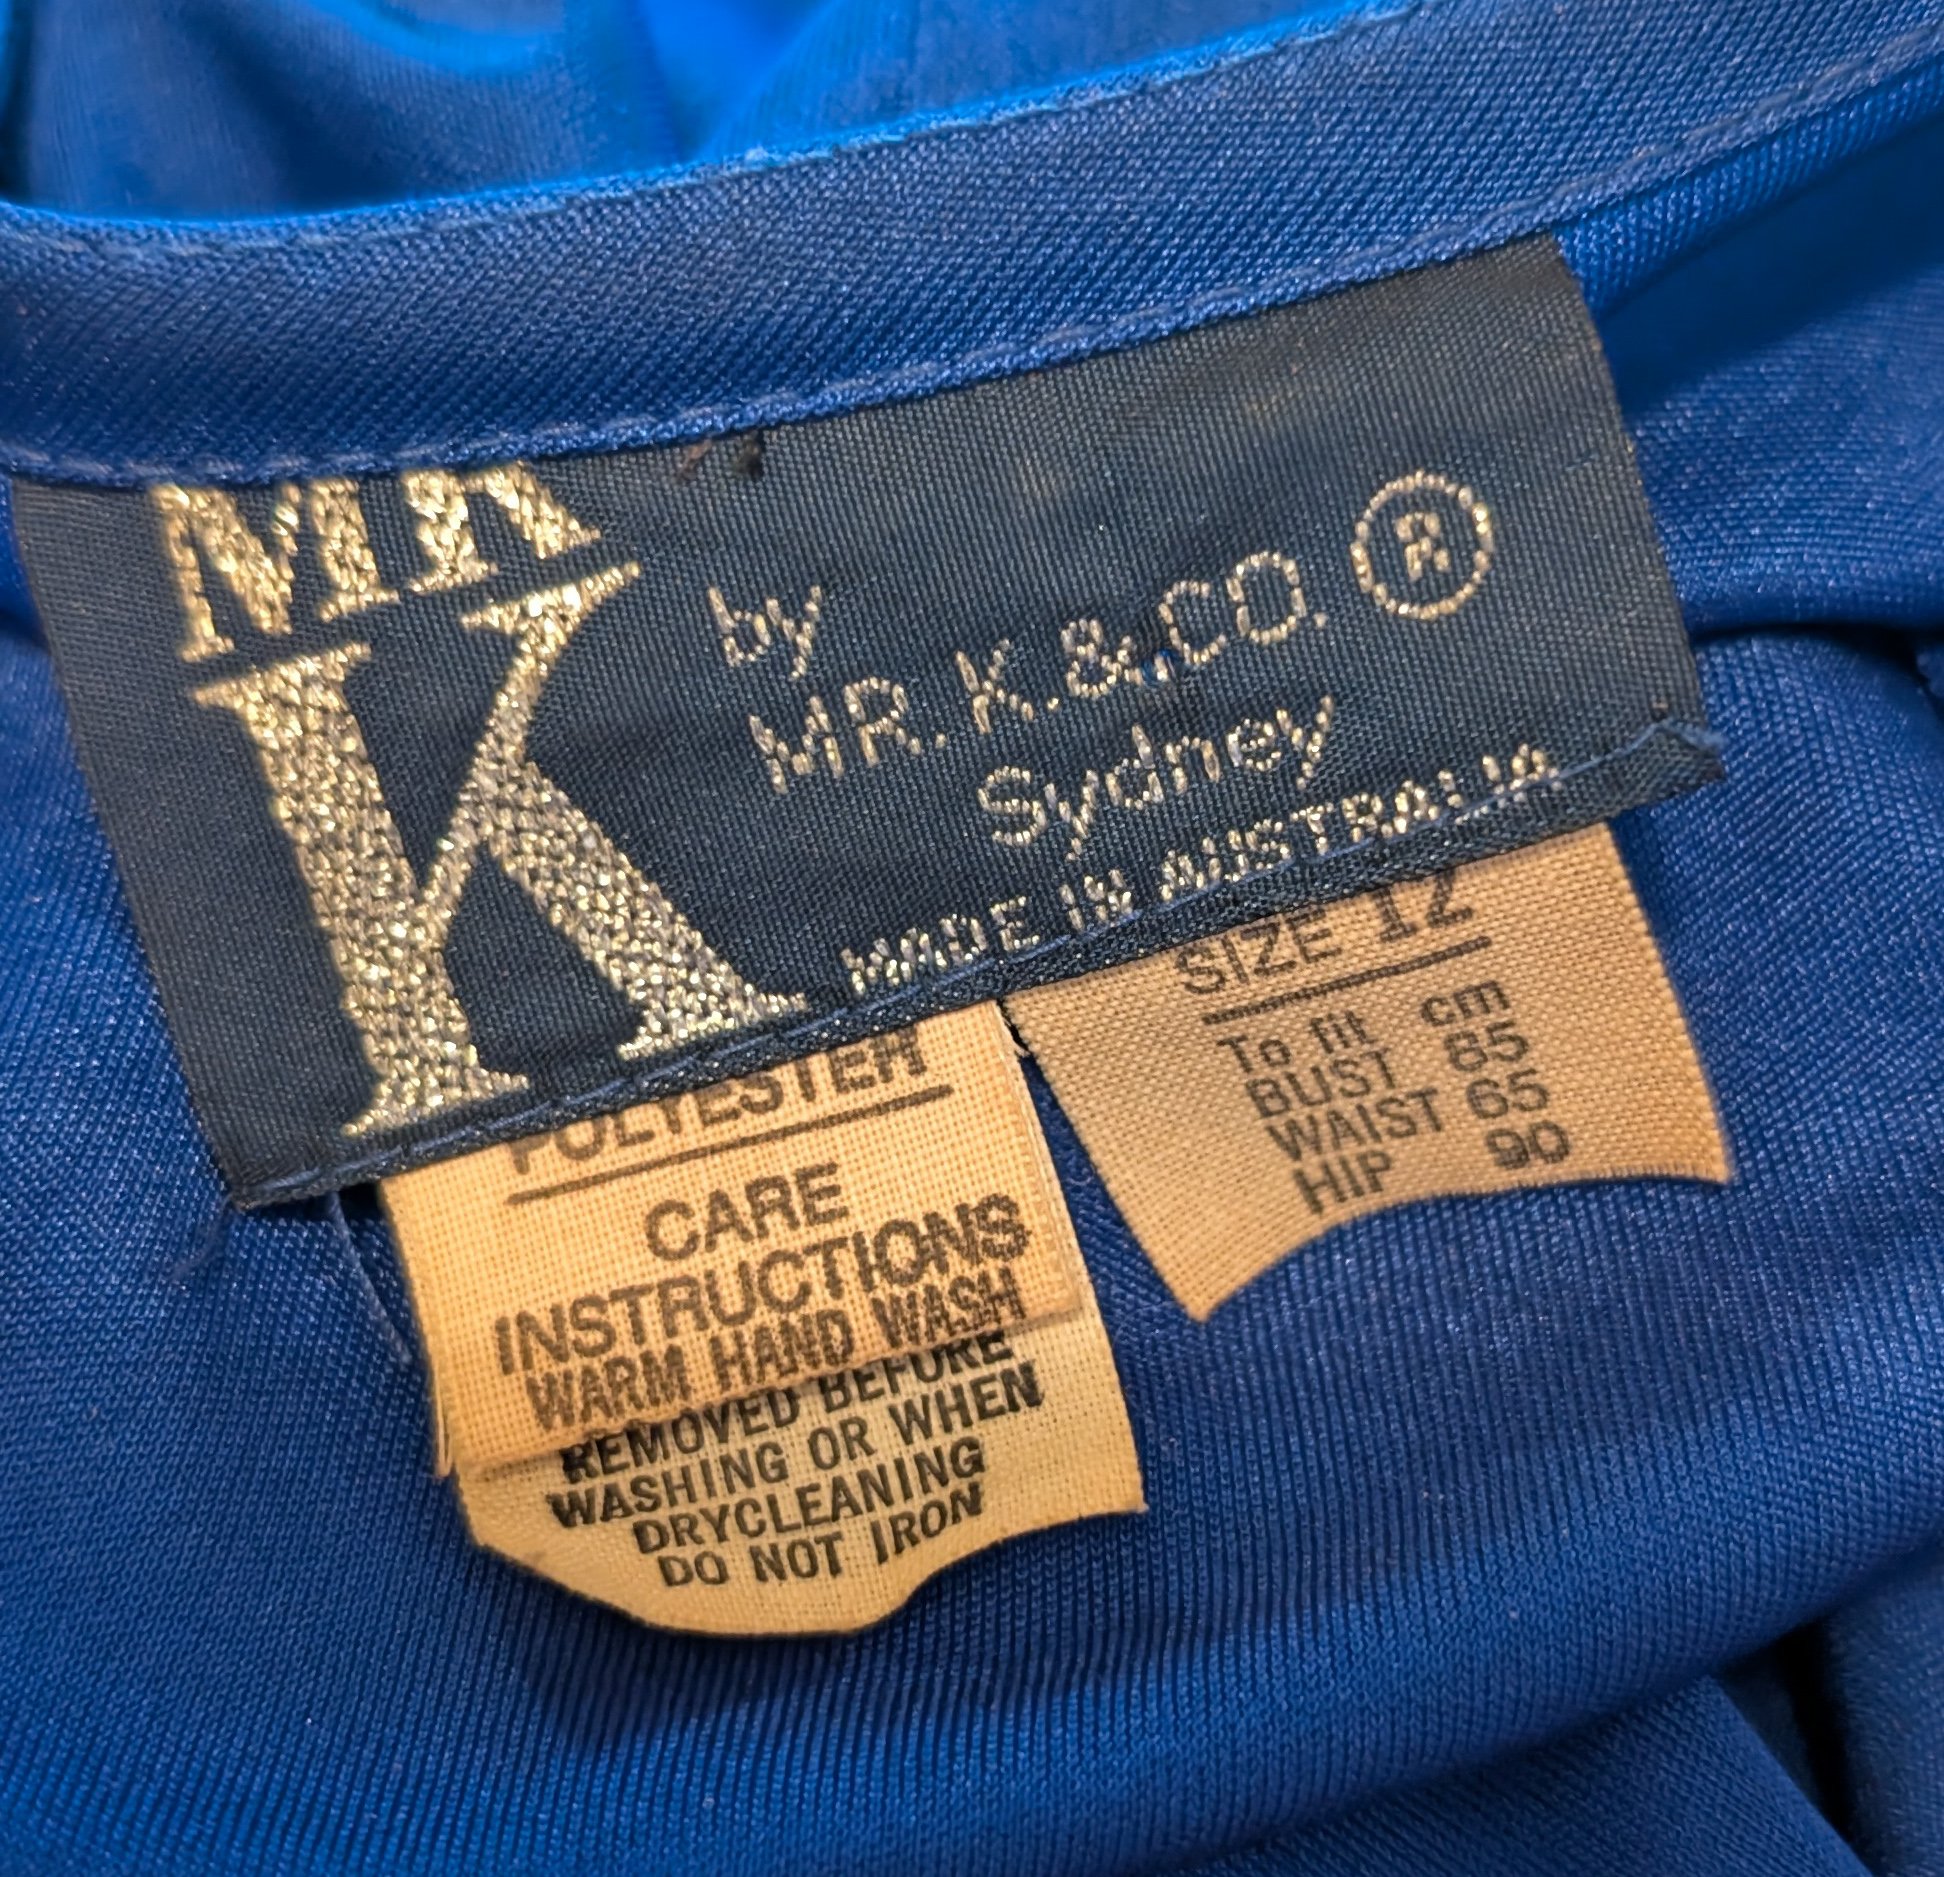 MR
K
by
MR. K. & CO. ®
Sydney
MADE IN AUSTRALIA
SIZE 12
To fit cm
BUST 85
WAIST 65
HIP 90
POLYESTER
CARE
INSTRUCTIONS
WARM HAND WASH
REMOVED BEFORE
WASHING OR WHEN
DRYCLEANING
DO NOT IRON